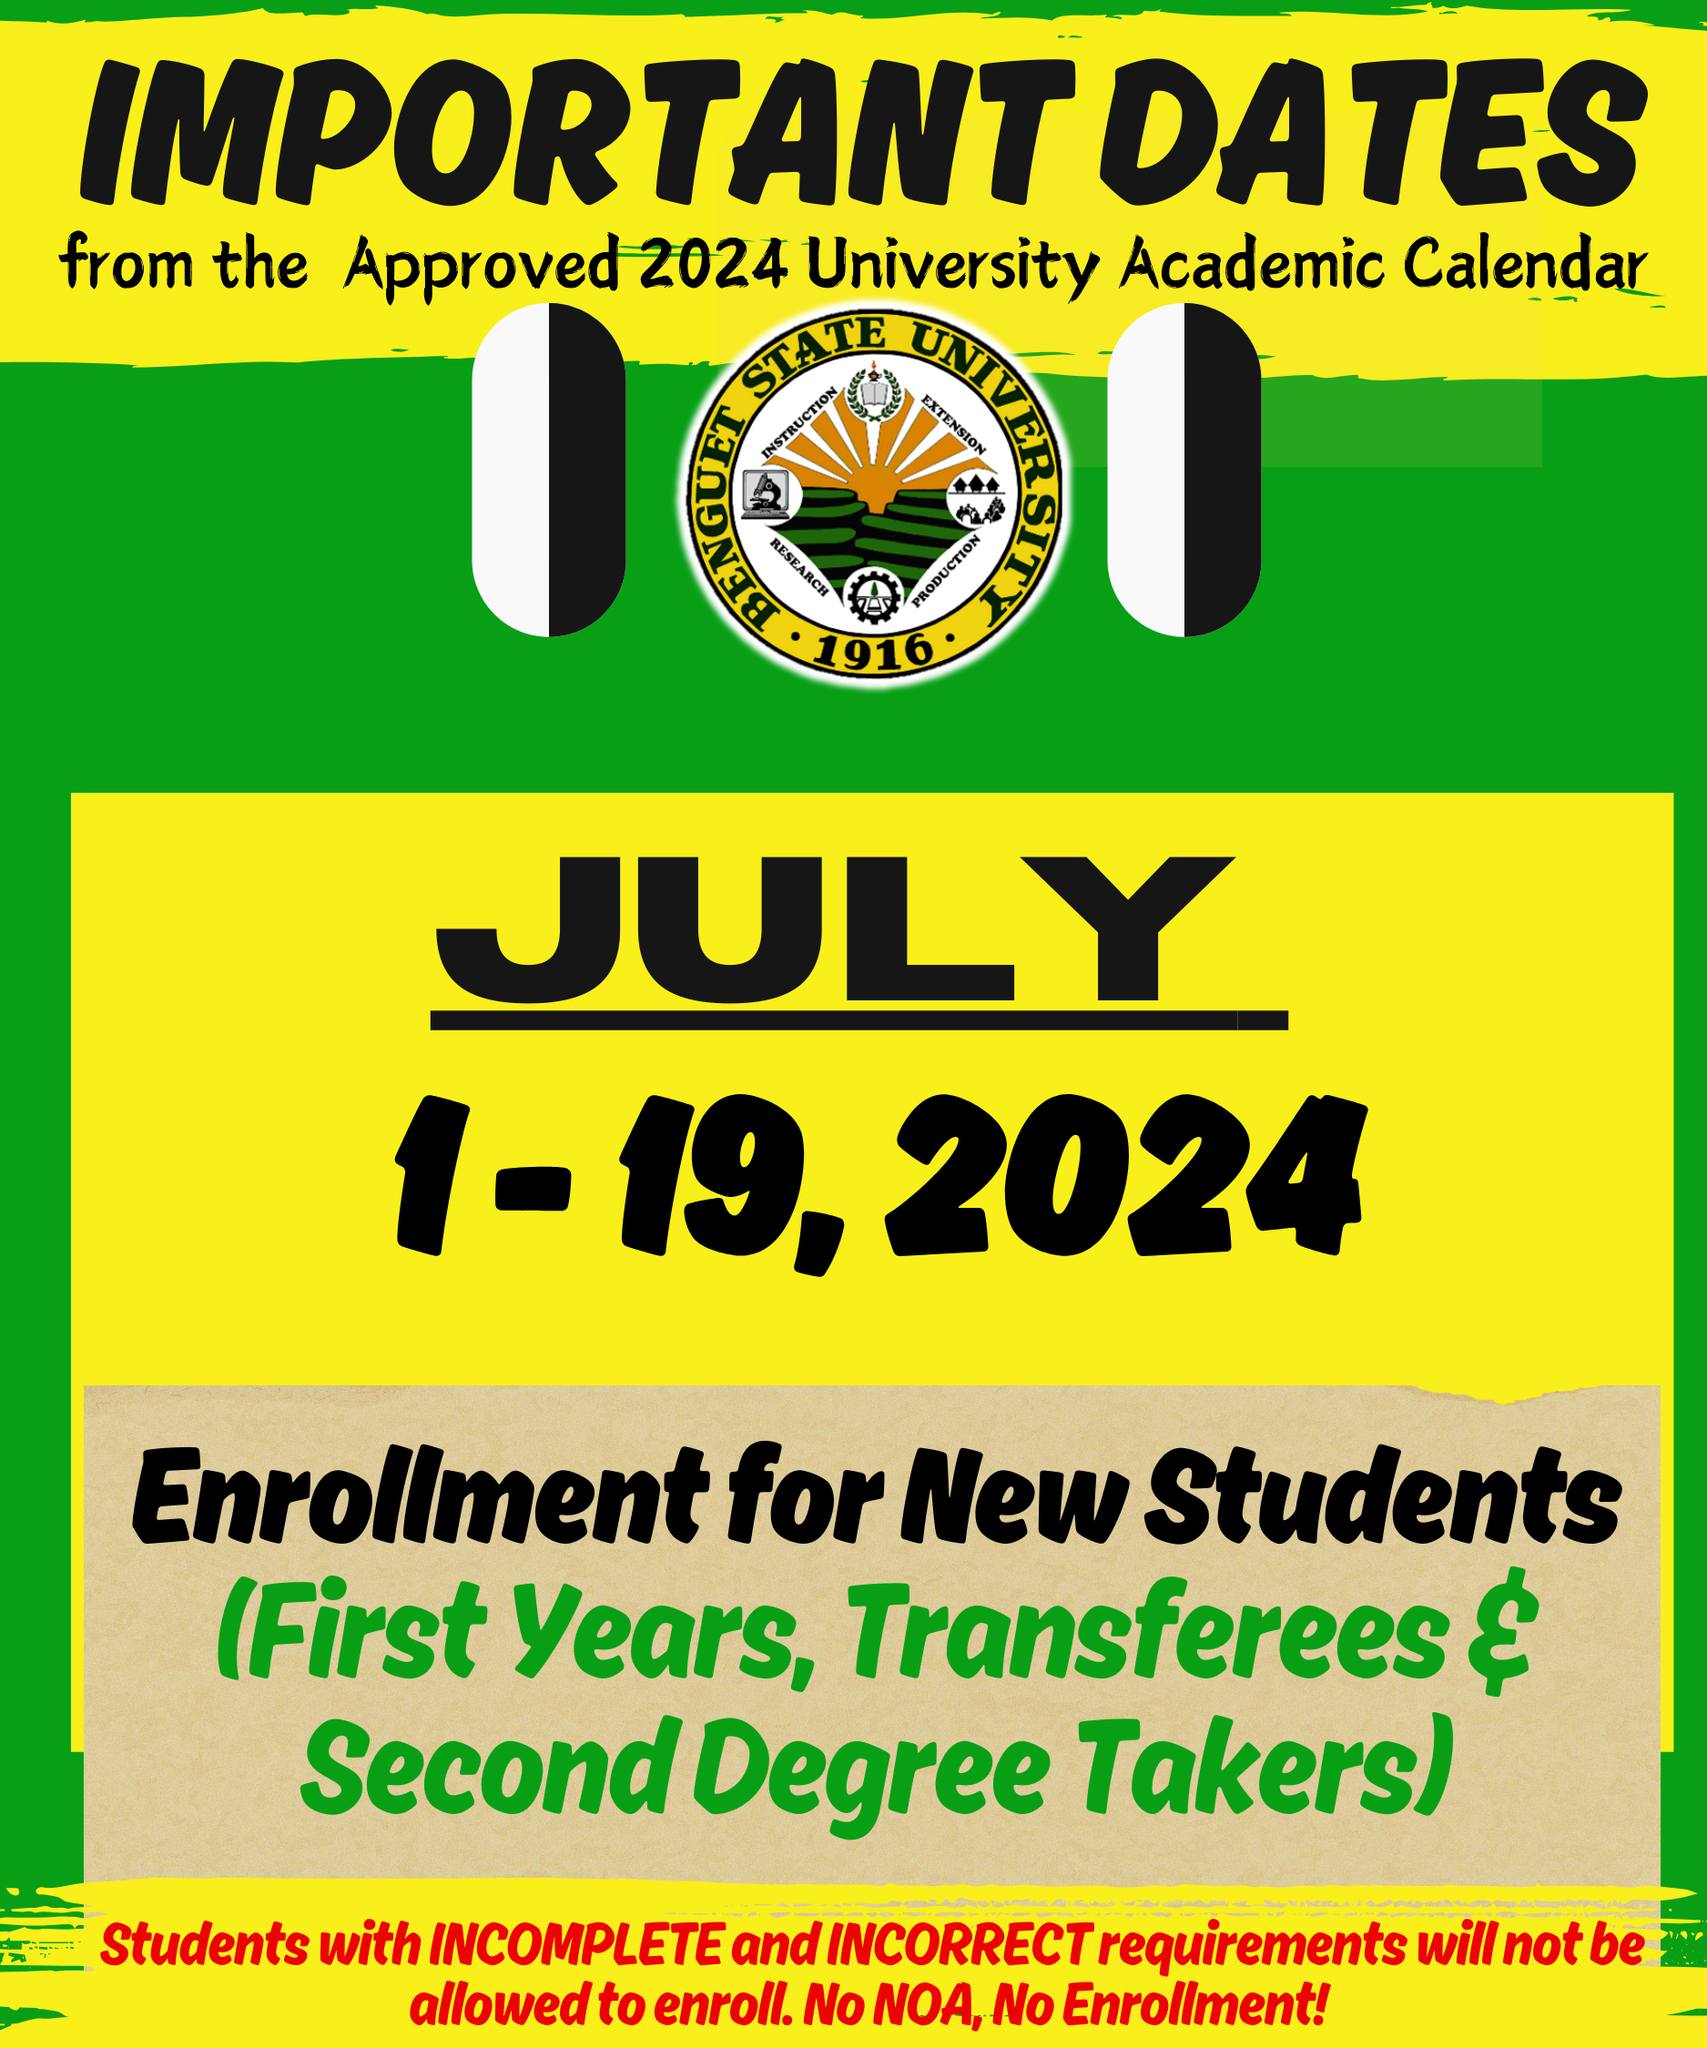 IMPORTANT DATES
from the Approved 2024 University Academic Calendar
BENGUET STATE UNIVERSITY
INSTRUCTION
EXTENSION
RESEARCH
PRODUCTION
1916
JULY
1 - 19, 2024
Enrollment for New Students
(First Years, Transferees &
Second Degree Takers)
Students with INCOMPLETE and INCORRECT requirements will not be
allowed to enroll. No NOA, No Enrollment!